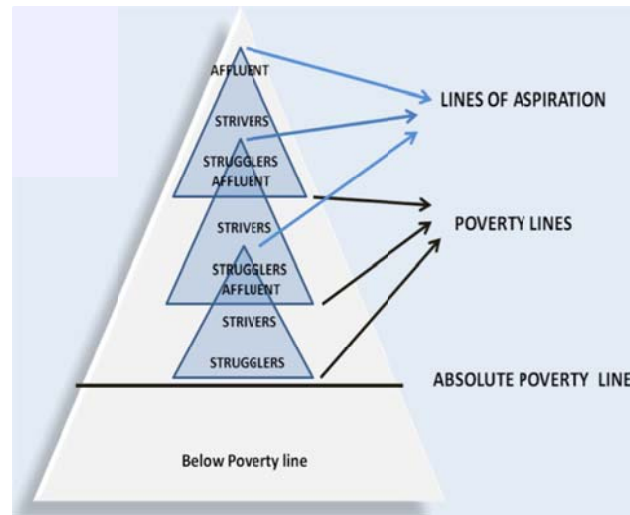 AFFLUENT
STRIVERS
STRUGGLERS
AFFLUENT
STRIVERS
STRUGGLERS
AFFLUENT
STRIVERS
STRUGGLERS
Below Poverty line
LINES OF ASPIRATION
POVERTY LINES
ABSOLUTE POVERTY LINE